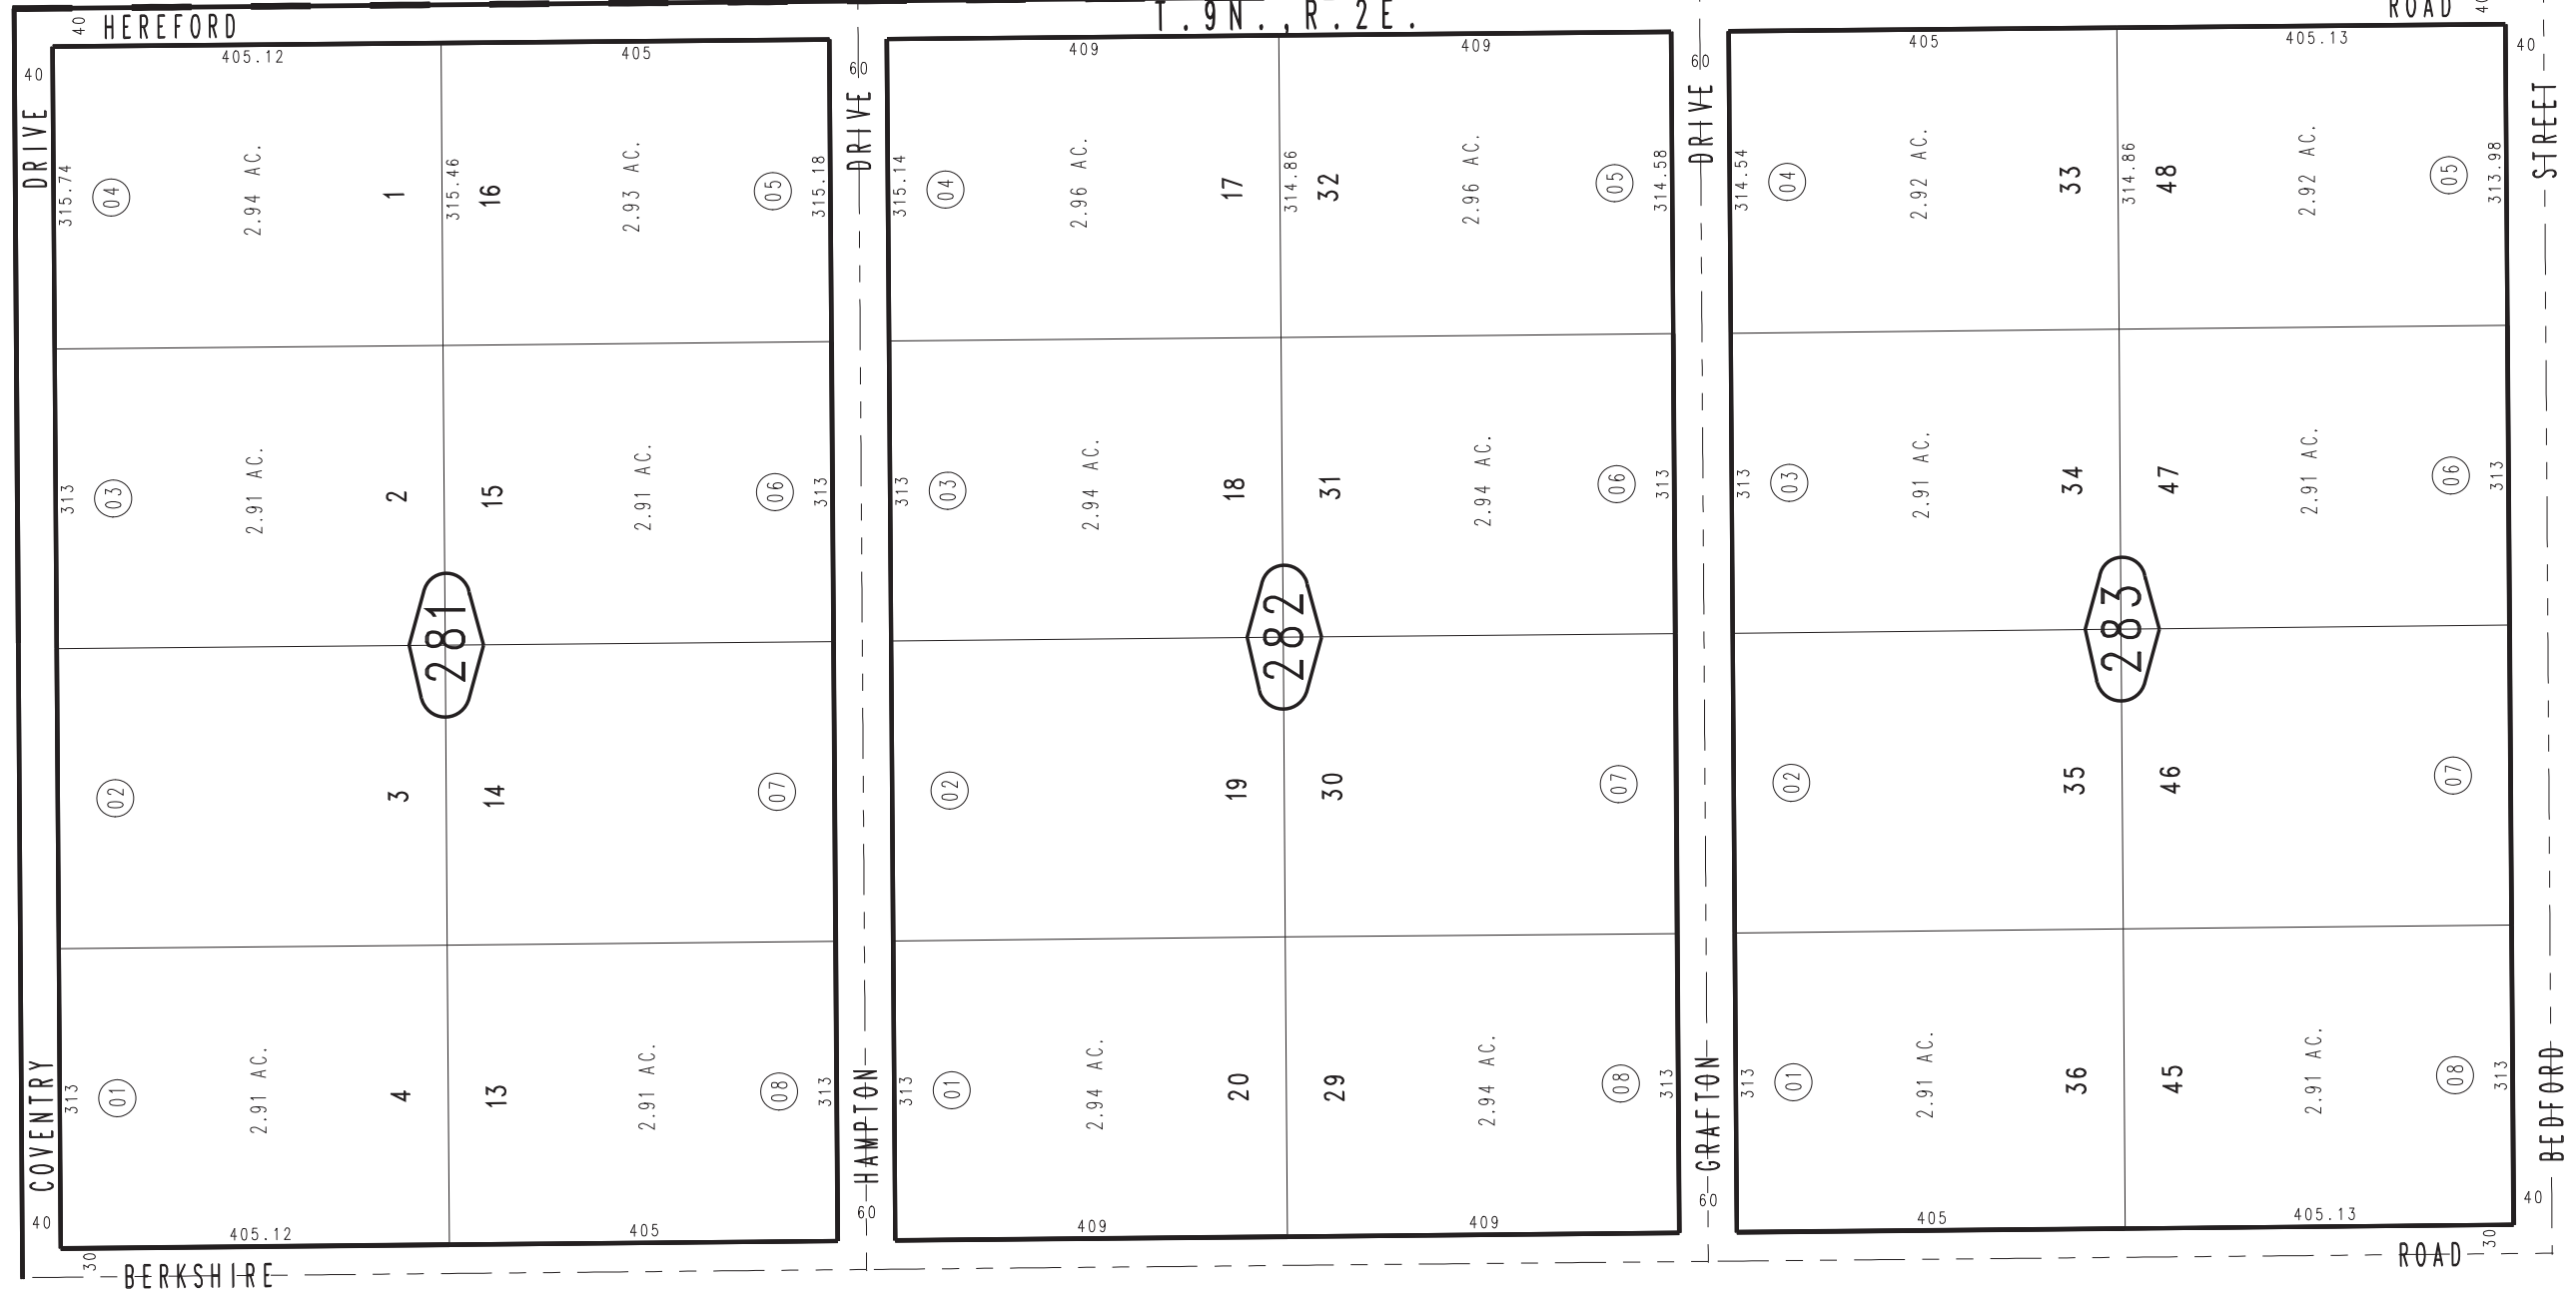 T.9N.,R.2E.
40 HEREFORD ROAD
40 DRIVE
405.12 405
60 DRIVE
409 409
60 DRIVE
405 405.13
40 STREET
315.74 04 2.94 AC. 1 315.46 16 2.93 AC. 05 315.18
315.14 04 2.96 AC. 17 314.86 32 2.96 AC. 05 314.58
314.54 04 2.92 AC. 33 314.86 48 2.92 AC. 05 313.98
313 03 2.91 AC. 2 15 2.91 AC. 06 313
313 03 2.94 AC. 18 31 2.94 AC. 06 313
313 03 2.91 AC. 34 47 2.91 AC. 06 313
281
282
283
02 3 14 07
02 19 30 07
02 35 46 07
COVENTRY
313 01 2.91 AC. 4 13 2.91 AC. 08 313
HAMPTON
313 01 2.94 AC. 20 29 2.94 AC. 08 313
GRAFTON
313 01 2.91 AC. 36 45 2.91 AC. 08 313
BEDFORD
40 405.12 405 60 409 409 60 405 405.13 40
30 BERKSHIRE ROAD 30